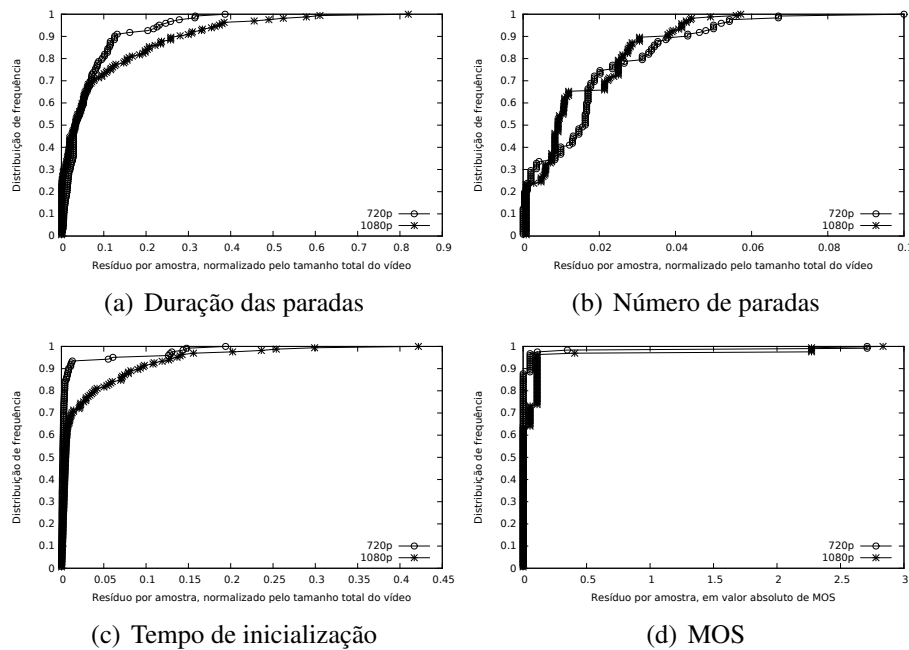 1
0.9
0.8
0.7
0.6
0.5
0.4
0.3
0.2
0.1
0
Distribuição de frequência
720p
1080p
0 0.1 0.2 0.3 0.4 0.5 0.6 0.7 0.8 0.9
Resíduo por amostra, normalizado pelo tamanho total do vídeo
(a) Duração das paradas
1
0.9
0.8
0.7
0.6
0.5
0.4
0.3
0.2
0.1
0
Distribuição de frequência
720p
1080p
0 0.02 0.04 0.06 0.08 0.1
Resíduo por amostra, normalizado pelo tamanho total do vídeo
(b) Número de paradas
1
0.9
0.8
0.7
0.6
0.5
0.4
0.3
0.2
0.1
0
Distribuição de frequência
720p
1080p
0 0.05 0.1 0.15 0.2 0.25 0.3 0.35 0.4 0.45
Resíduo por amostra, normalizado pelo tamanho total do vídeo
(c) Tempo de inicialização
1
0.9
0.8
0.7
0.6
0.5
0.4
0.3
0.2
0.1
0
Distribuição de frequência
720p
1080p
0 0.5 1 1.5 2 2.5 3
Resíduo por amostra, em valor absoluto de MOS
(d) MOS